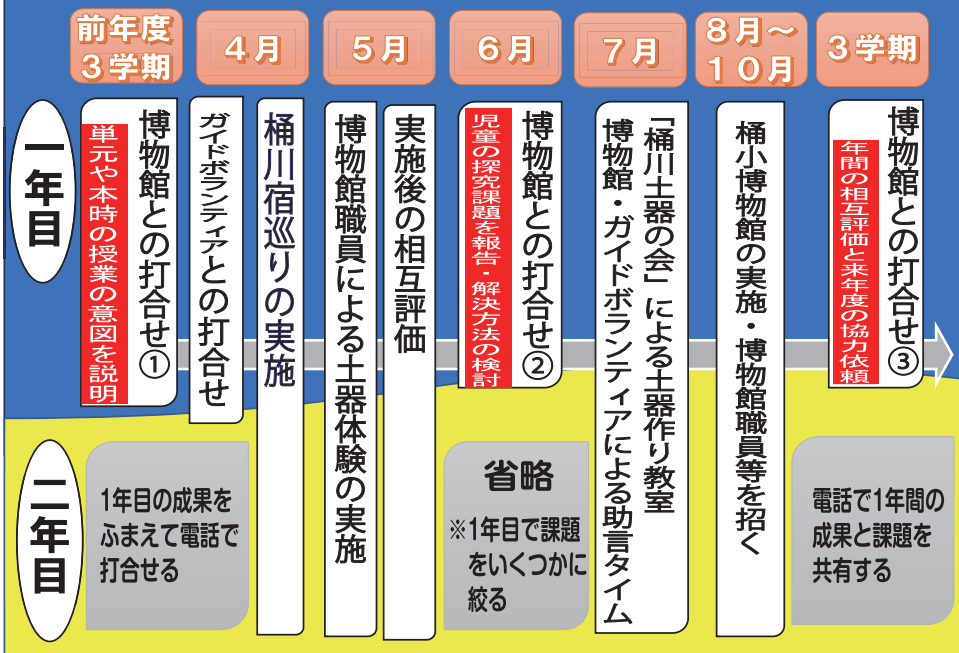 前年度
3学期
4月
5月
6月
7月
8月～
10月
3学期
一年目
博物館との打合せ①
単元や本時の授業の意図を説明
ガイドボランティアとの打合せ
桶川宿巡りの実施
博物館職員による土器体験の実施
実施後の相互評価
博物館との打合せ②
児童の探究課題を報告・解決方法の検討
「桶川土器の会」による土器作り教室
博物館・ガイドボランティアによる助言タイム
桶小博物館の実施・博物館職員等を招く
博物館との打合せ③
年間の相互評価と来年度の協力依頼
二年目
1年目の成果を
ふまえて電話で
打合せる
省略
※1年目で課題
をいくつかに
絞る
電話で1年間の
成果と課題を
共有する